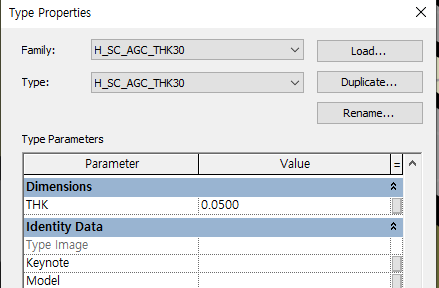 Type Properties
Family: H_SC_AGC_THK30 Load...
Type: H_SC_AGC_THK30 Duplicate...
Rename...
Type Parameters
Parameter Value =
Dimensions
THK 0.0500
Identity Data
Type Image
Keynote
Model